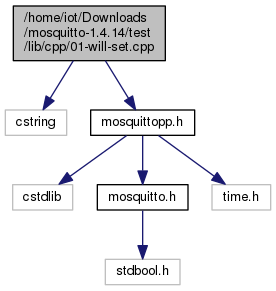 /home/iot/Downloads
/mosquitto-1.4.14/test
/lib/cpp/01-will-set.cpp
cstring
mosquittopp.h
cstdlib
mosquitto.h
time.h
stdbool.h